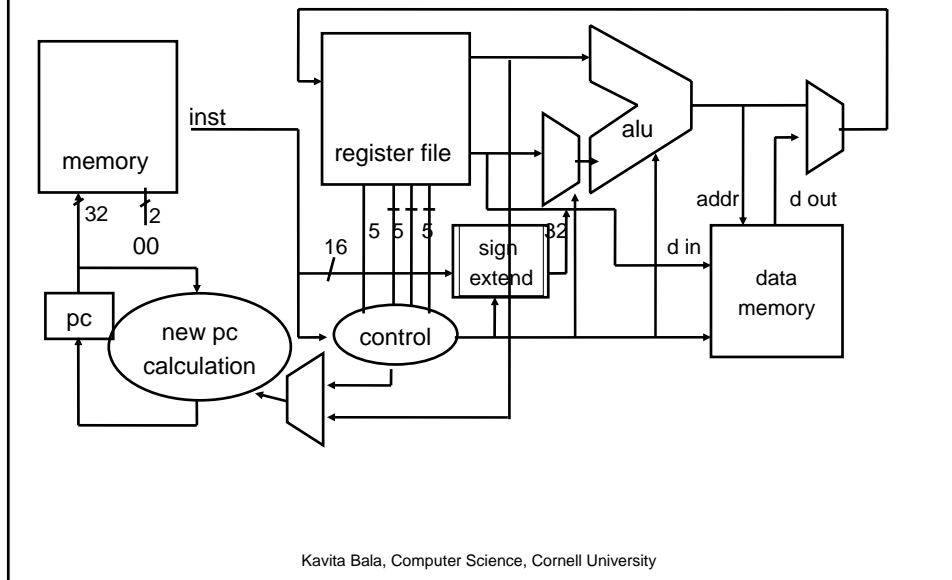 inst
register file
alu
memory
32
2
00
addr
d out
5
5
5
32
16
sign
extend
d in
data
memory
pc
new pc
calculation
control
Kavita Bala, Computer Science, Cornell University